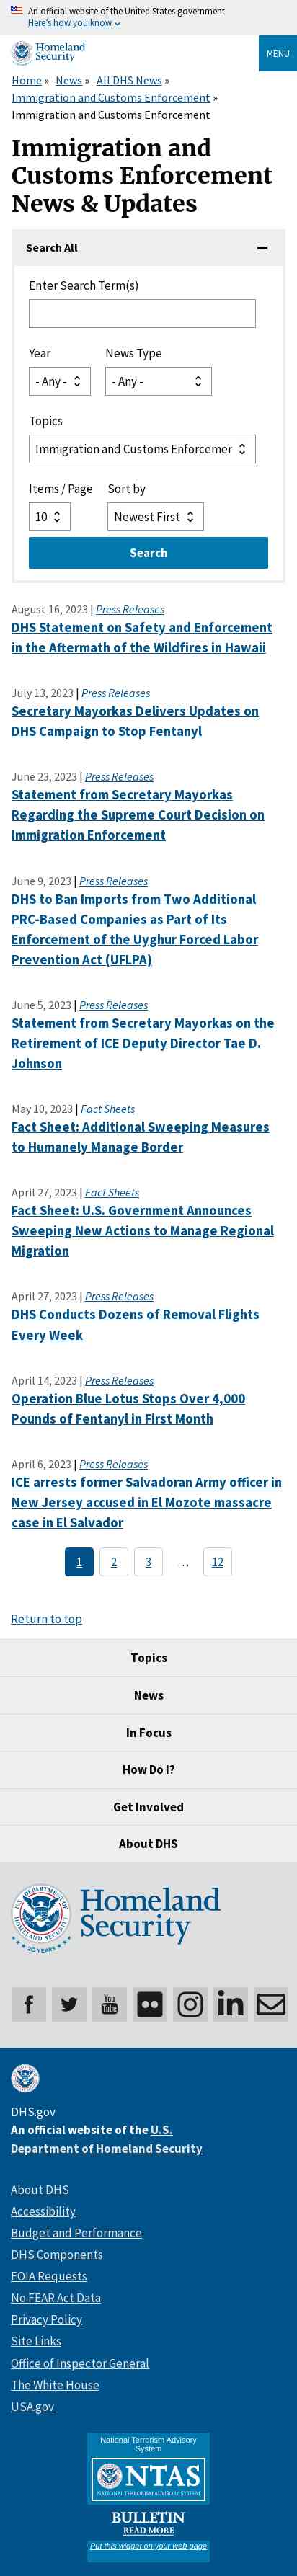 An official website of the United States government
Here's how you know
Homeland
Security
MENU
Home » News » All DHS News »
Immigration and Customs Enforcement »
Immigration and Customs Enforcement
Immigration and
Customs Enforcement
News & Updates
Search All
Enter Search Term(s)
Year
News Type
- Any -
- Any -
Topics
Immigration and Customs Enforcemer
Items / Page
Sort by
10
Newest First
Search
August 16, 2023 | Press Releases
DHS Statement on Safety and Enforcement
in the Aftermath of the Wildfires in Hawaii
July 13, 2023 | Press Releases
Secretary Mayorkas Delivers Updates on
DHS Campaign to Stop Fentanyl
June 23, 2023 | Press Releases
Statement from Secretary Mayorkas
Regarding the Supreme Court Decision on
Immigration Enforcement
June 9, 2023 | Press Releases
DHS to Ban Imports from Two Additional
PRC-Based Companies as Part of Its
Enforcement of the Uyghur Forced Labor
Prevention Act (UFLPA)
June 5, 2023 | Press Releases
Statement from Secretary Mayorkas on the
Retirement of ICE Deputy Director Tae D.
Johnson
May 10, 2023 | Fact Sheets
Fact Sheet: Additional Sweeping Measures
to Humanely Manage Border
April 27, 2023 | Fact Sheets
Fact Sheet: U.S. Government Announces
Sweeping New Actions to Manage Regional
Migration
April 27, 2023 | Press Releases
DHS Conducts Dozens of Removal Flights
Every Week
April 14, 2023 | Press Releases
Operation Blue Lotus Stops Over 4,000
Pounds of Fentanyl in First Month
April 6, 2023 | Press Releases
ICE arrests former Salvadoran Army officer in
New Jersey accused in El Mozote massacre
case in El Salvador
1 2 3 … 12
Return to top
Topics
News
In Focus
How Do I?
Get Involved
About DHS
Homeland
Security
20 YEARS
You
Tube
DHS.gov
An official website of the U.S.
Department of Homeland Security
About DHS
Accessibility
Budget and Performance
DHS Components
FOIA Requests
No FEAR Act Data
Privacy Policy
Site Links
Office of Inspector General
The White House
USA.gov
National Terrorism Advisory
System
NTAS
NATIONAL TERRORISM ADVISORY SYSTEM
BULLETIN
READ MORE
Put this widget on your web page